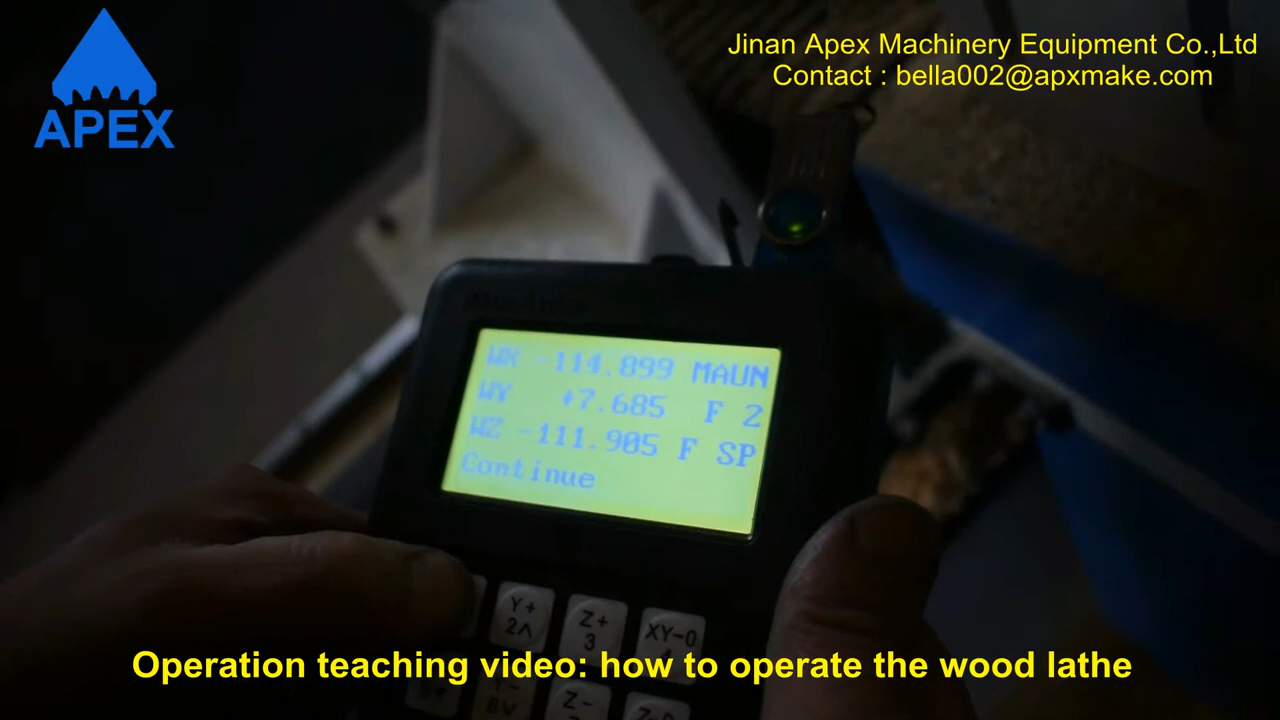 APEX
Jinan Apex Machinery Equipment Co.,Ltd
Contact : bella002@apxmake.com
WX -114.899 MAUN
WY +7.685 F 2
WZ -111.905 F SP
Continue
Y+
2
Z+
3
XY-0
Y-
Z-
Operation teaching video: how to operate the wood lathe